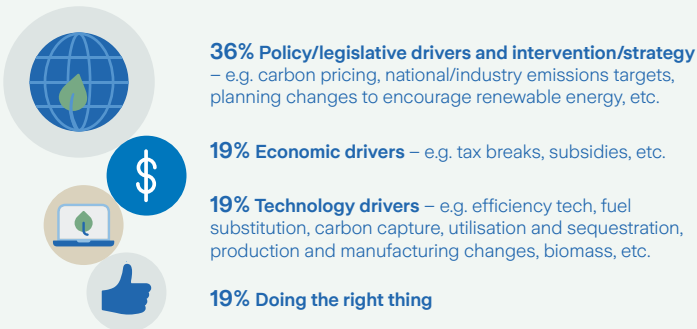 36% Policy/legislative drivers and intervention/strategy
– e.g. carbon pricing, national/industry emissions targets,
planning changes to encourage renewable energy, etc.
$
19% Economic drivers – e.g. tax breaks, subsidies, etc.
19% Technology drivers – e.g. efficiency tech, fuel
substitution, carbon capture, utilisation and sequestration,
production and manufacturing changes, biomass, etc.
19% Doing the right thing